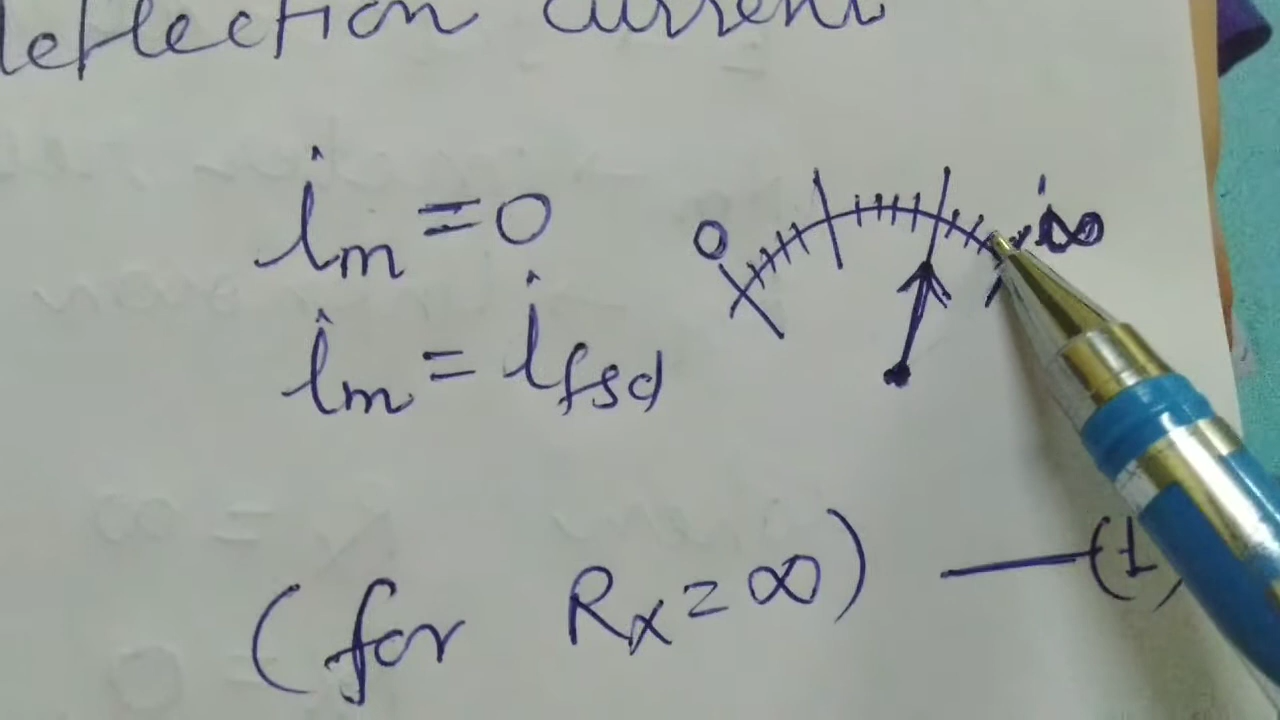 deflection current
im = 0
0 ∞
im = ifsd
(for Rx = ∞) — (1)